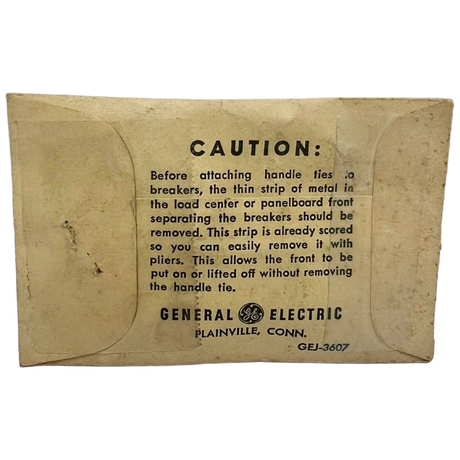 CAUTION:
Before attaching handle ties to
breakers, the thin strip of metal in
the load center or panelboard front
separating the breakers should be
removed. This strip is already scored
so you can easily remove it with
pliers. This allows the front to be
put on or lifted off without removing
the handle tie.
GENERAL GE ELECTRIC
PLAINVILLE, CONN.
GEJ-3607